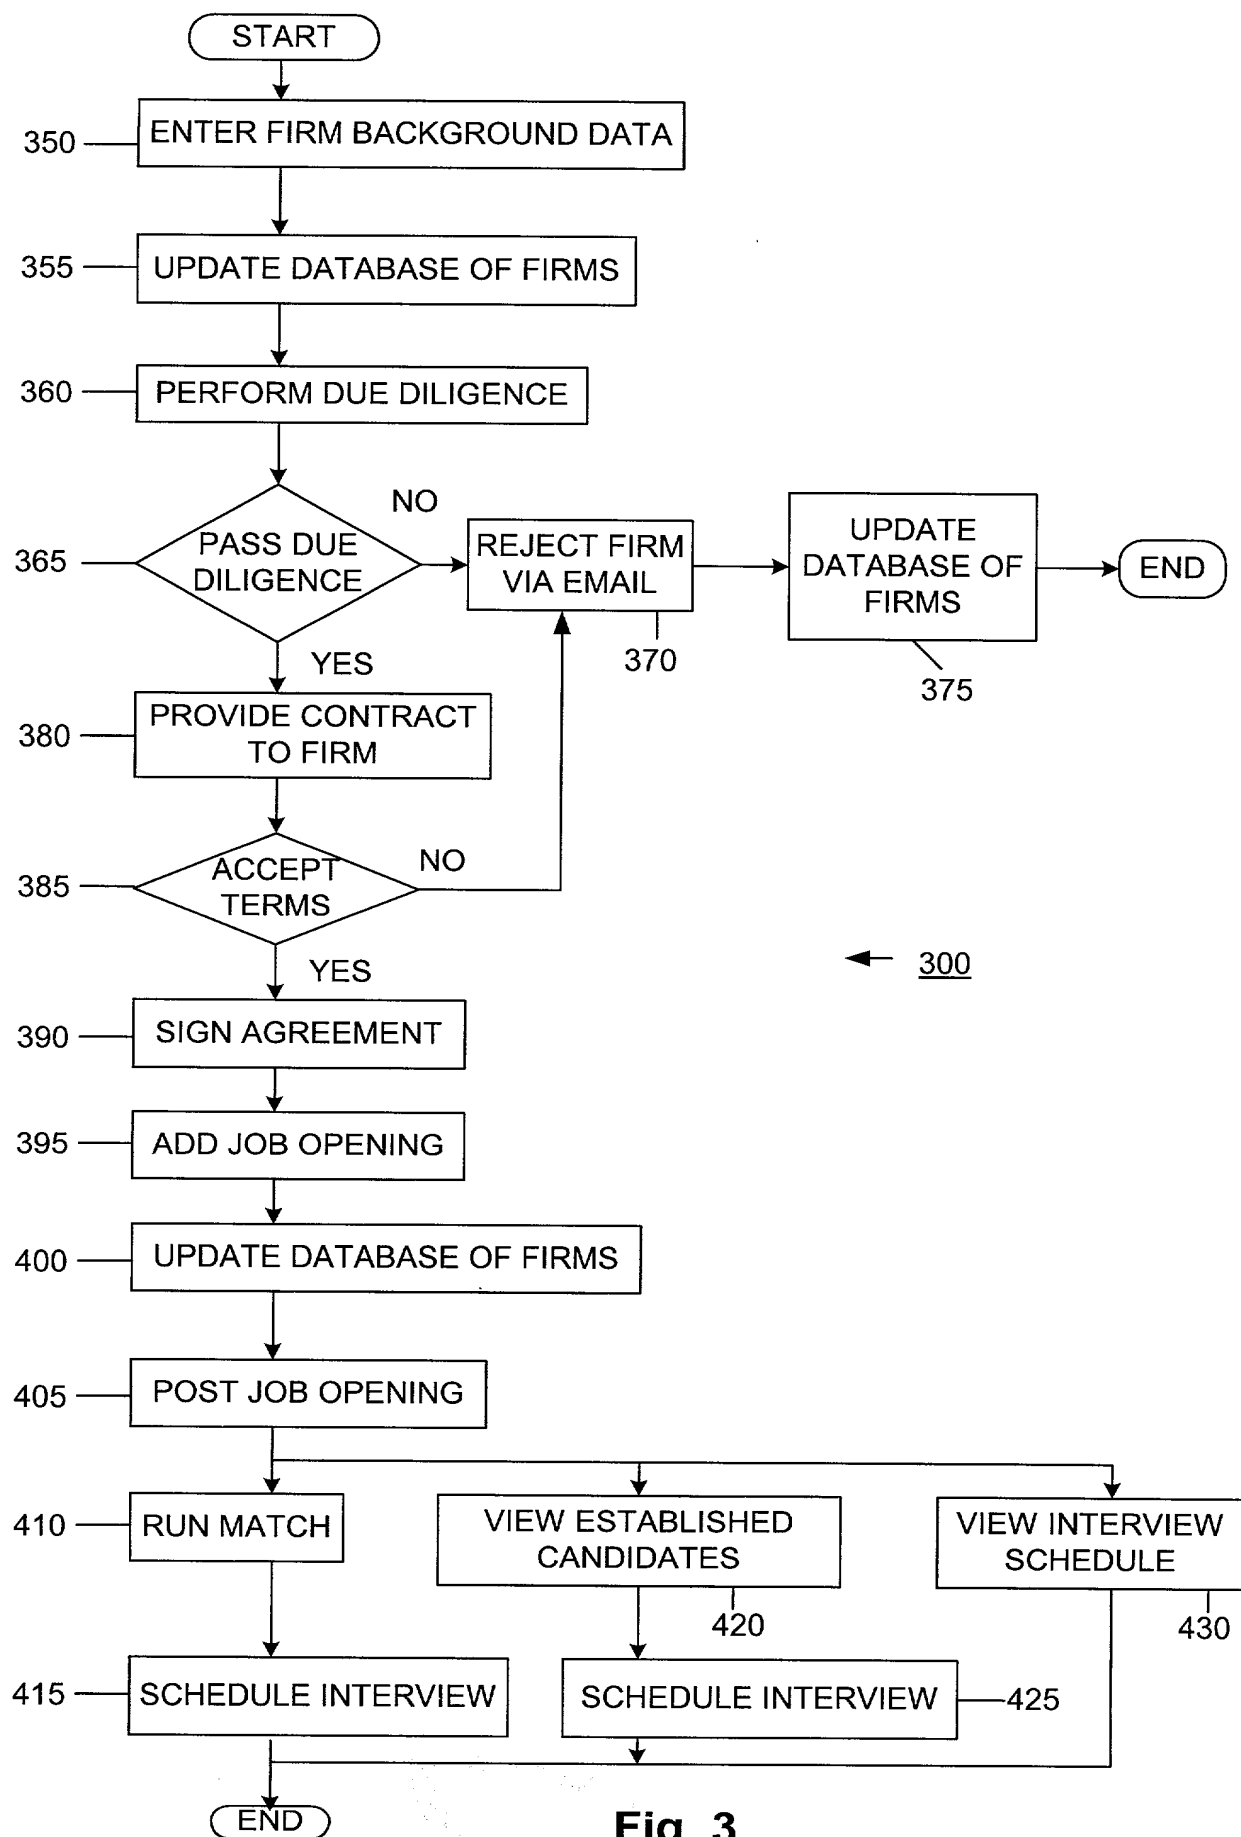 START
350
ENTER FIRM BACKGROUND DATA
355
UPDATE DATABASE OF FIRMS
360
PERFORM DUE DILIGENCE
365
PASS DUE
DILIGENCE
NO
REJECT FIRM
VIA EMAIL
370
UPDATE
DATABASE OF
FIRMS
375
END
YES
380
PROVIDE CONTRACT
TO FIRM
385
ACCEPT
TERMS
NO
YES
300
390
SIGN AGREEMENT
395
ADD JOB OPENING
400
UPDATE DATABASE OF FIRMS
405
POST JOB OPENING
410
RUN MATCH
VIEW ESTABLISHED
CANDIDATES
420
VIEW INTERVIEW
SCHEDULE
430
415
SCHEDULE INTERVIEW
SCHEDULE INTERVIEW
425
END
Fig. 3